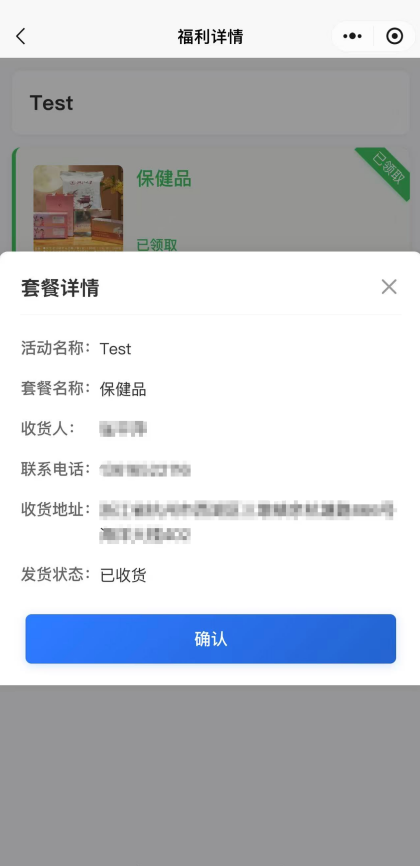 福利详情
Test
保健品
已领取
已领取
套餐详情
活动名称：Test
套餐名称：保健品
收货人：
联系电话：
收货地址：
发货状态：已收货
确认